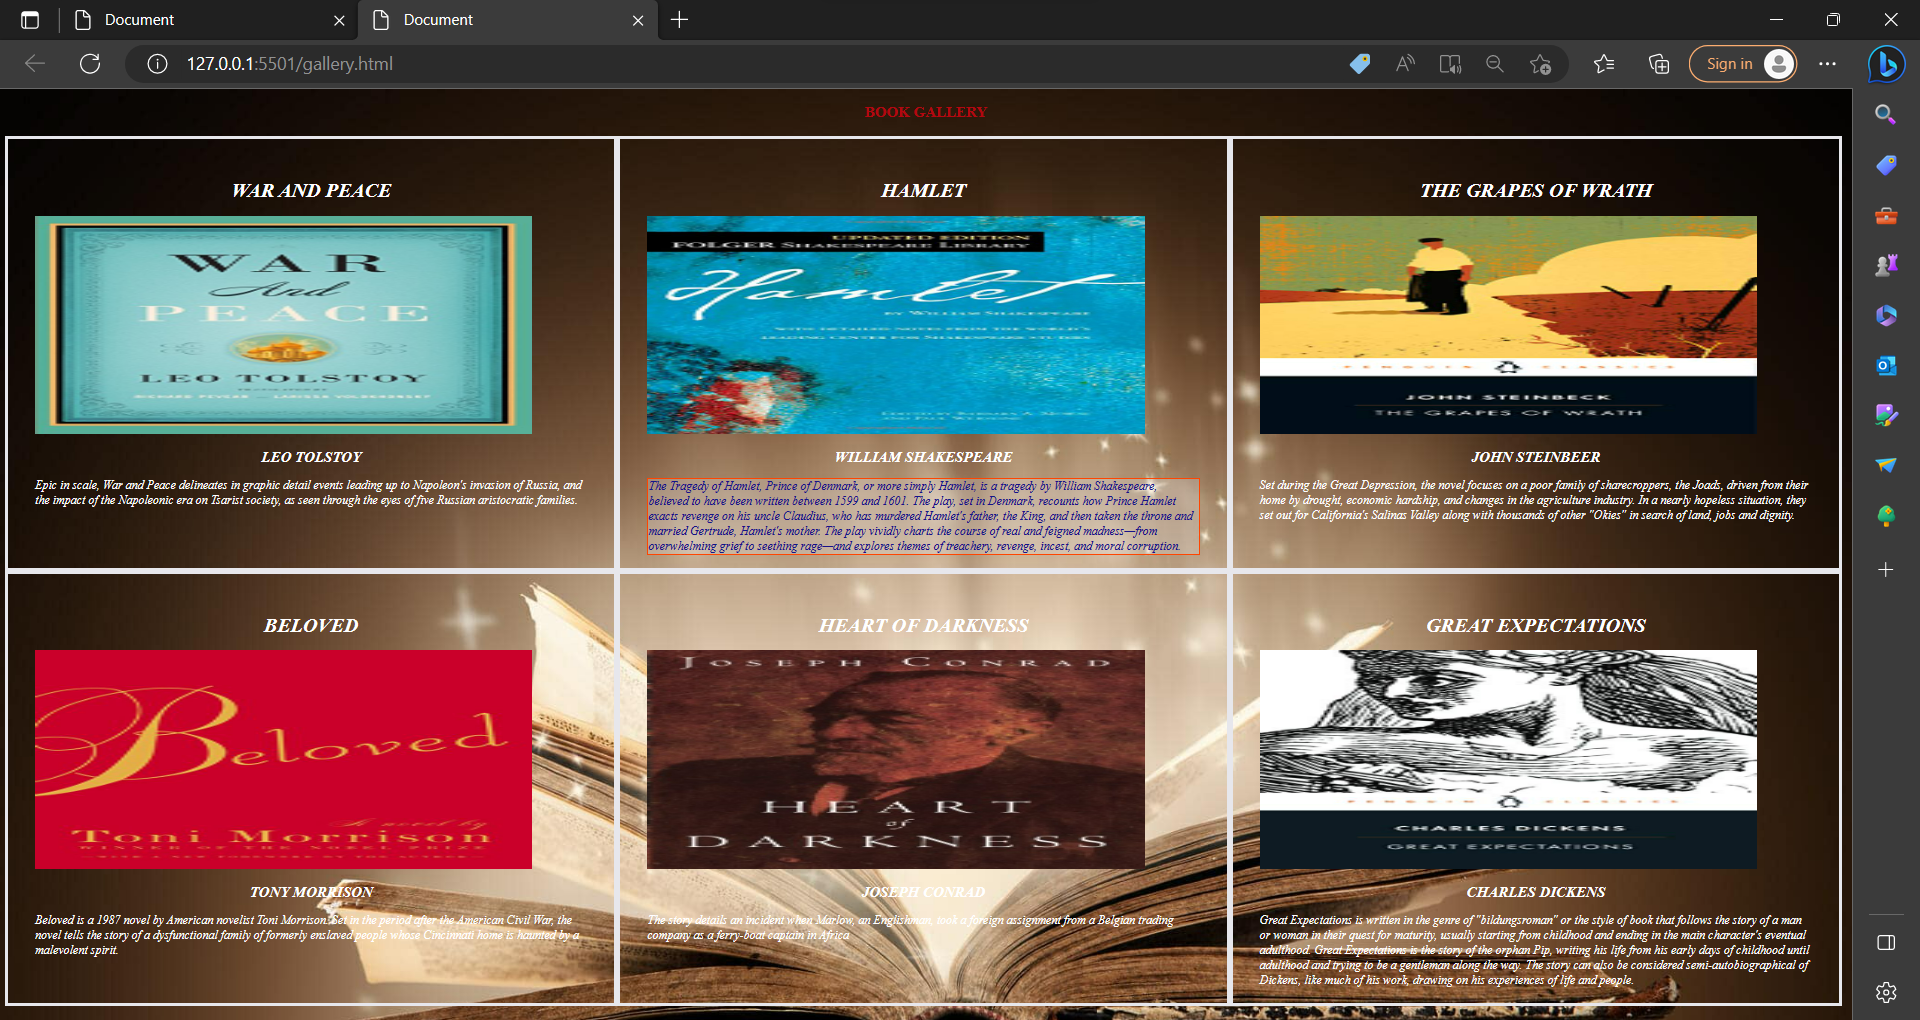 Document
Document
127.0.0.1:5501/gallery.html
Sign in
BOOK GALLERY
WAR AND PEACE
HAMLET
THE GRAPES OF WRATH
WAR
And
PEACE
LEO TOLSTOY
UPDATED EDITION
FOLGER SHAKESPEARE LIBRARY
Hamlet
BY WILLIAM SHAKESPEARE
WITH DETAILED NOTES FROM THE WORLD'S
LEADING CENTER FOR SHAKESPEARE STUDIES
PENGUIN CLASSICS
JOHN STEINBECK
THE GRAPES OF WRATH
LEO TOLSTOY
Epic in scale, War and Peace delineates in graphic detail events leading up to Napoleon's invasion of Russia, and
the impact of the Napoleonic era on Tsarist society, as seen through the eyes of five Russian aristocratic families.
WILLIAM SHAKESPEARE
The Tragedy of Hamlet, Prince of Denmark, or more simply Hamlet, is a tragedy by William Shakespeare,
believed to have been written between 1599 and 1601. The play, set in Denmark, recounts how Prince Hamlet
exacts revenge on his uncle Claudius, who has murdered Hamlet's father, the King, and then taken the throne and
married Gertrude, Hamlet's mother. The play vividly charts the course of real and feigned madness—from
overwhelming grief to seething rage—and explores themes of treachery, revenge, incest, and moral corruption.
JOHN STEINBEER
Set during the Great Depression, the novel focuses on a poor family of sharecroppers, the Joads, driven from their
home by drought, economic hardship, and changes in the agriculture industry. In a nearly hopeless situation, they
set out for California's Salinas Valley along with thousands of other "Okies" in search of land, jobs and dignity.
BELOVED
HEART OF DARKNESS
GREAT EXPECTATIONS
Beloved
A novel by
Toni Morrison
WINNER OF THE NOBEL PRIZE
JOSEPH CONRAD
HEART
of
DARKNESS
PENGUIN CLASSICS
CHARLES DICKENS
GREAT EXPECTATIONS
TONY MORRISON
Beloved is a 1987 novel by American novelist Toni Morrison. Set in the period after the American Civil War, the
novel tells the story of a dysfunctional family of formerly enslaved people whose Cincinnati home is haunted by a
malevolent spirit.
JOSEPH CONRAD
The story details an incident when Marlow, an Englishman, took a foreign assignment from a Belgian trading
company as a ferry-boat captain in Africa
CHARLES DICKENS
Great Expectations is written in the genre of "bildungsroman" or the style of book that follows the story of a man
or woman in their quest for maturity, usually starting from childhood and ending in the main character's eventual
adulthood. Great Expectations is the story of the orphan Pip, writing his life from his early days of childhood until
adulthood and trying to be a gentleman along the way. The story can also be considered semi-autobiographical of
Dickens, like much of his work, drawing on his experiences of life and people.